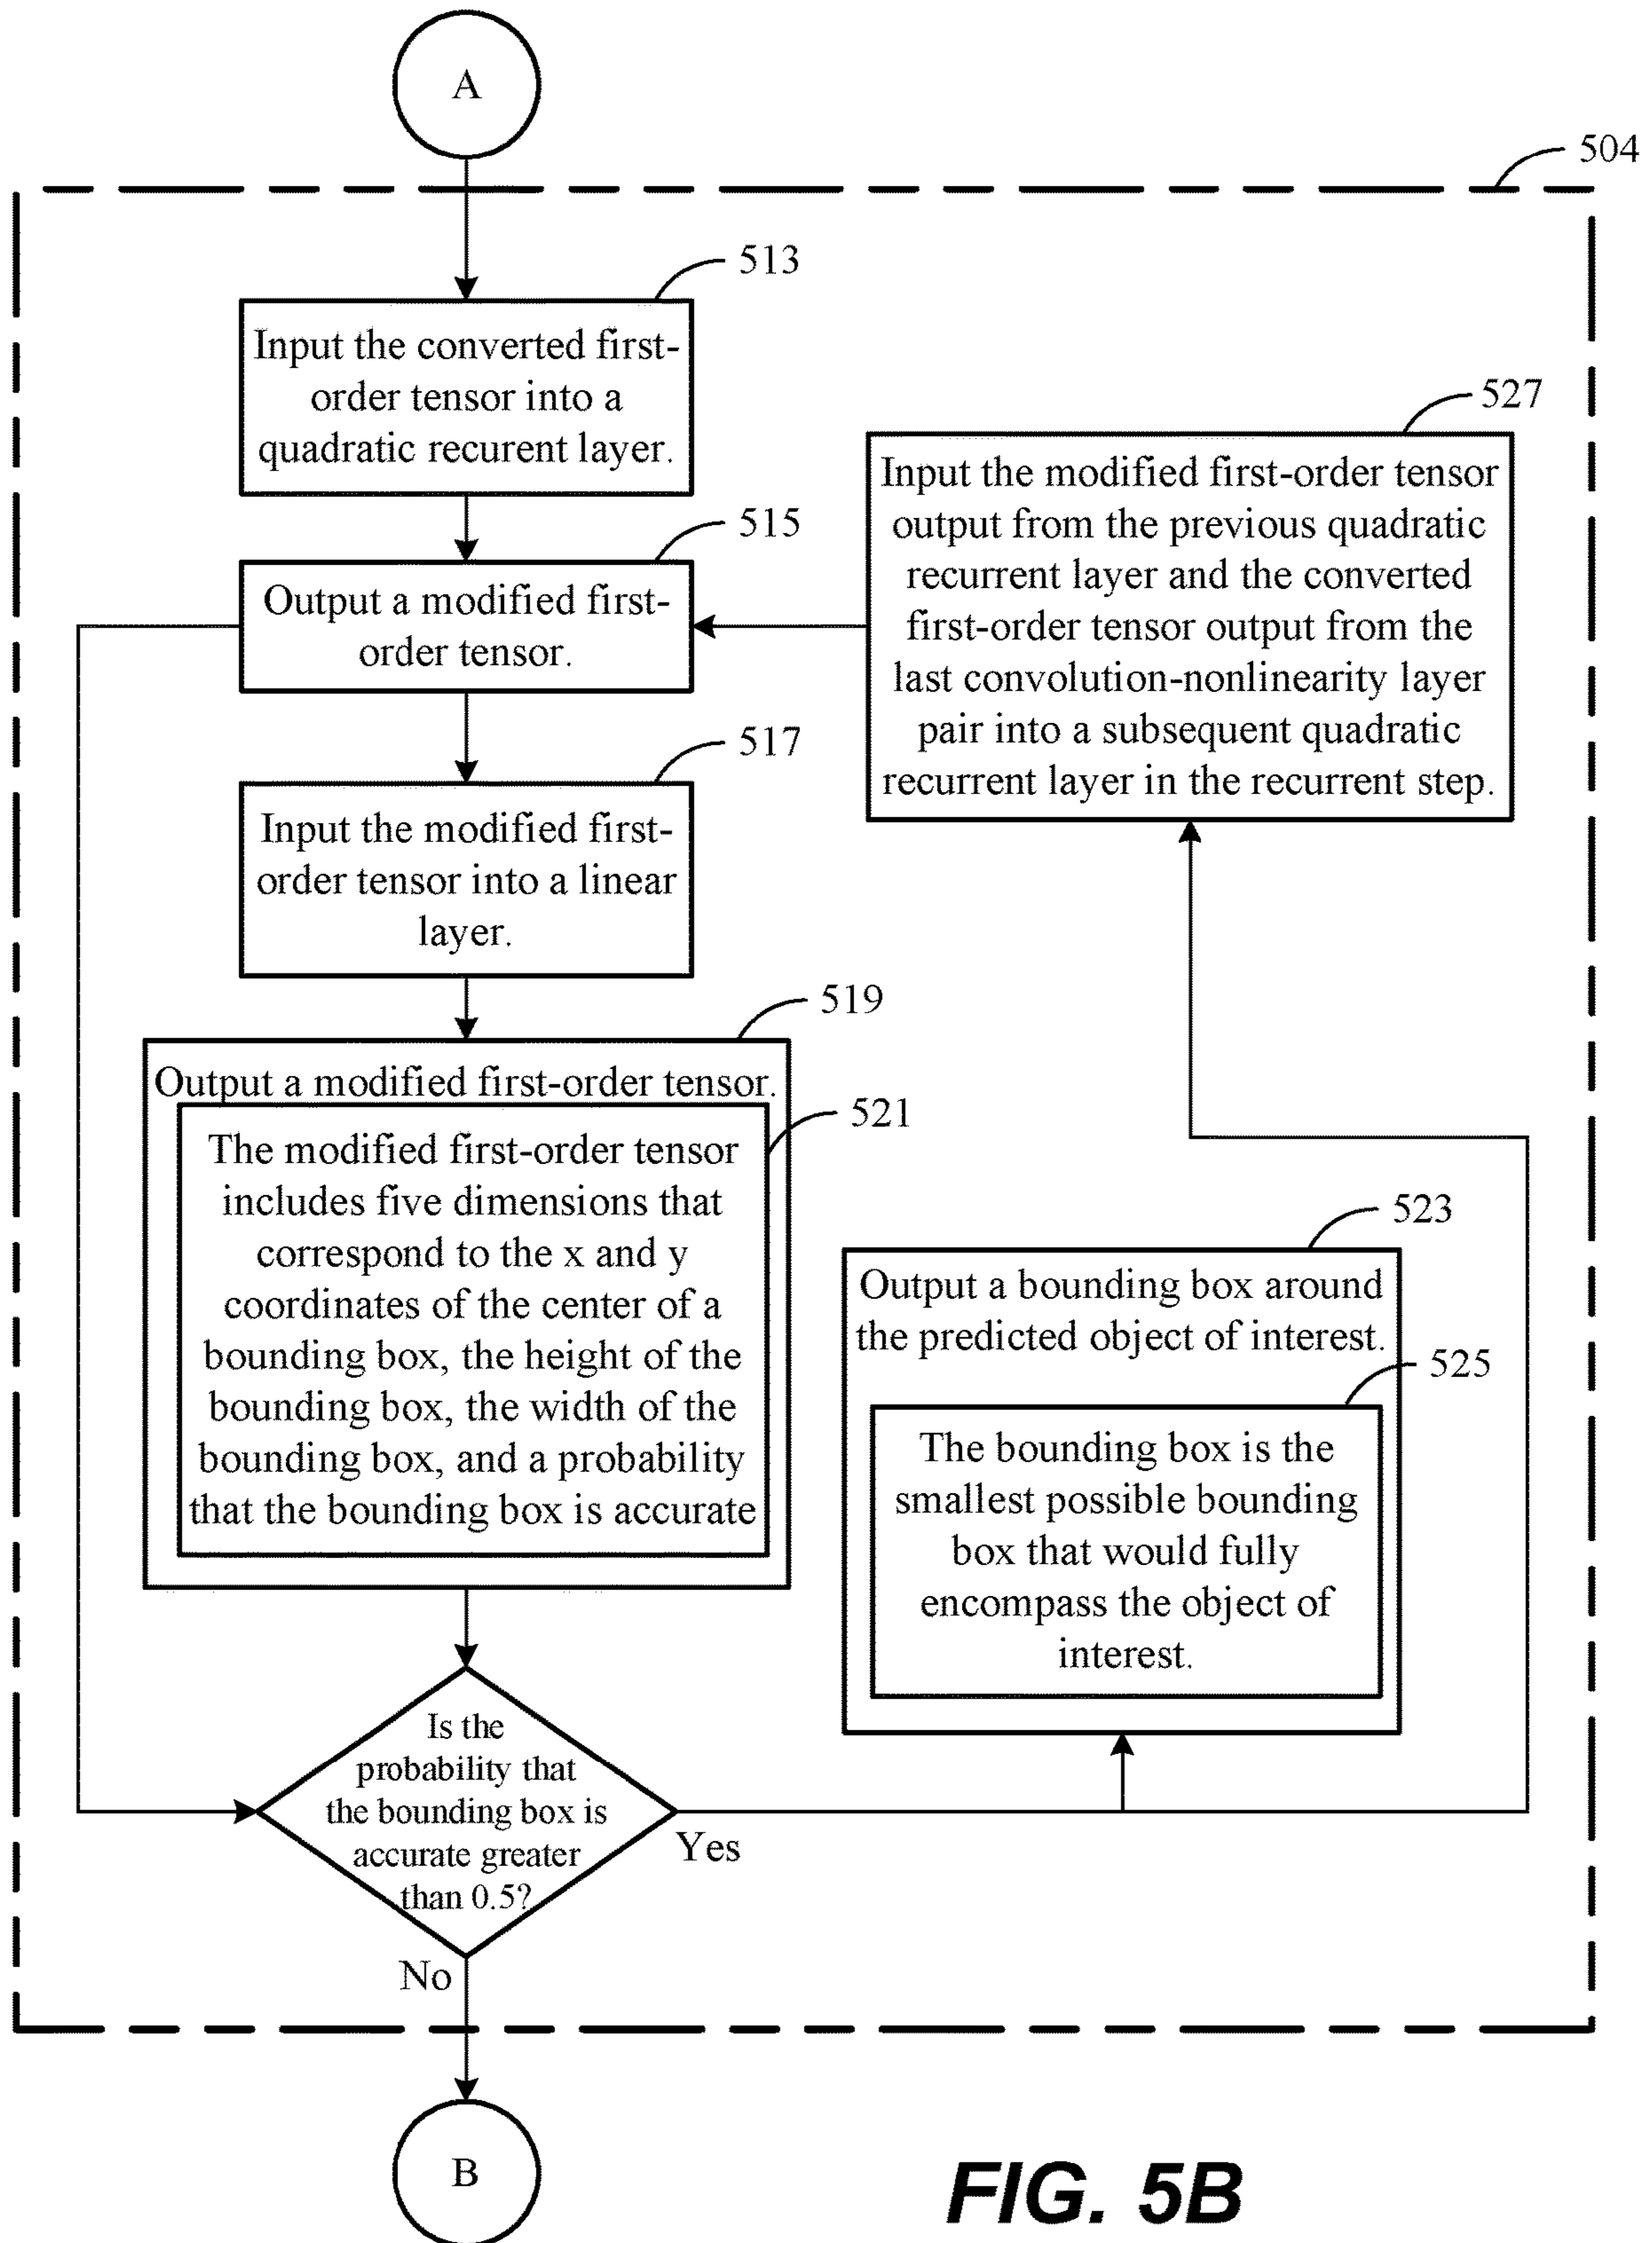 A
504
513
Input the converted first-
order tensor into a
quadratic recurent layer.
527
Input the modified first-order tensor
output from the previous quadratic
recurrent layer and the converted
first-order tensor output from the
last convolution-nonlinearity layer
pair into a subsequent quadratic
recurrent layer in the recurrent step.
515
Output a modified first-
order tensor.
517
Input the modified first-
order tensor into a linear
layer.
519
Output a modified first-order tensor.
521
The modified first-order tensor
includes five dimensions that
correspond to the x and y
coordinates of the center of a
bounding box, the height of the
bounding box, the width of the
bounding box, and a probability
that the bounding box is accurate
523
Output a bounding box around
the predicted object of interest.
525
The bounding box is the
smallest possible bounding
box that would fully
encompass the object of
interest.
Is the
probability that
the bounding box is
accurate greater
than 0.5?
Yes
No
B
FIG. 5B